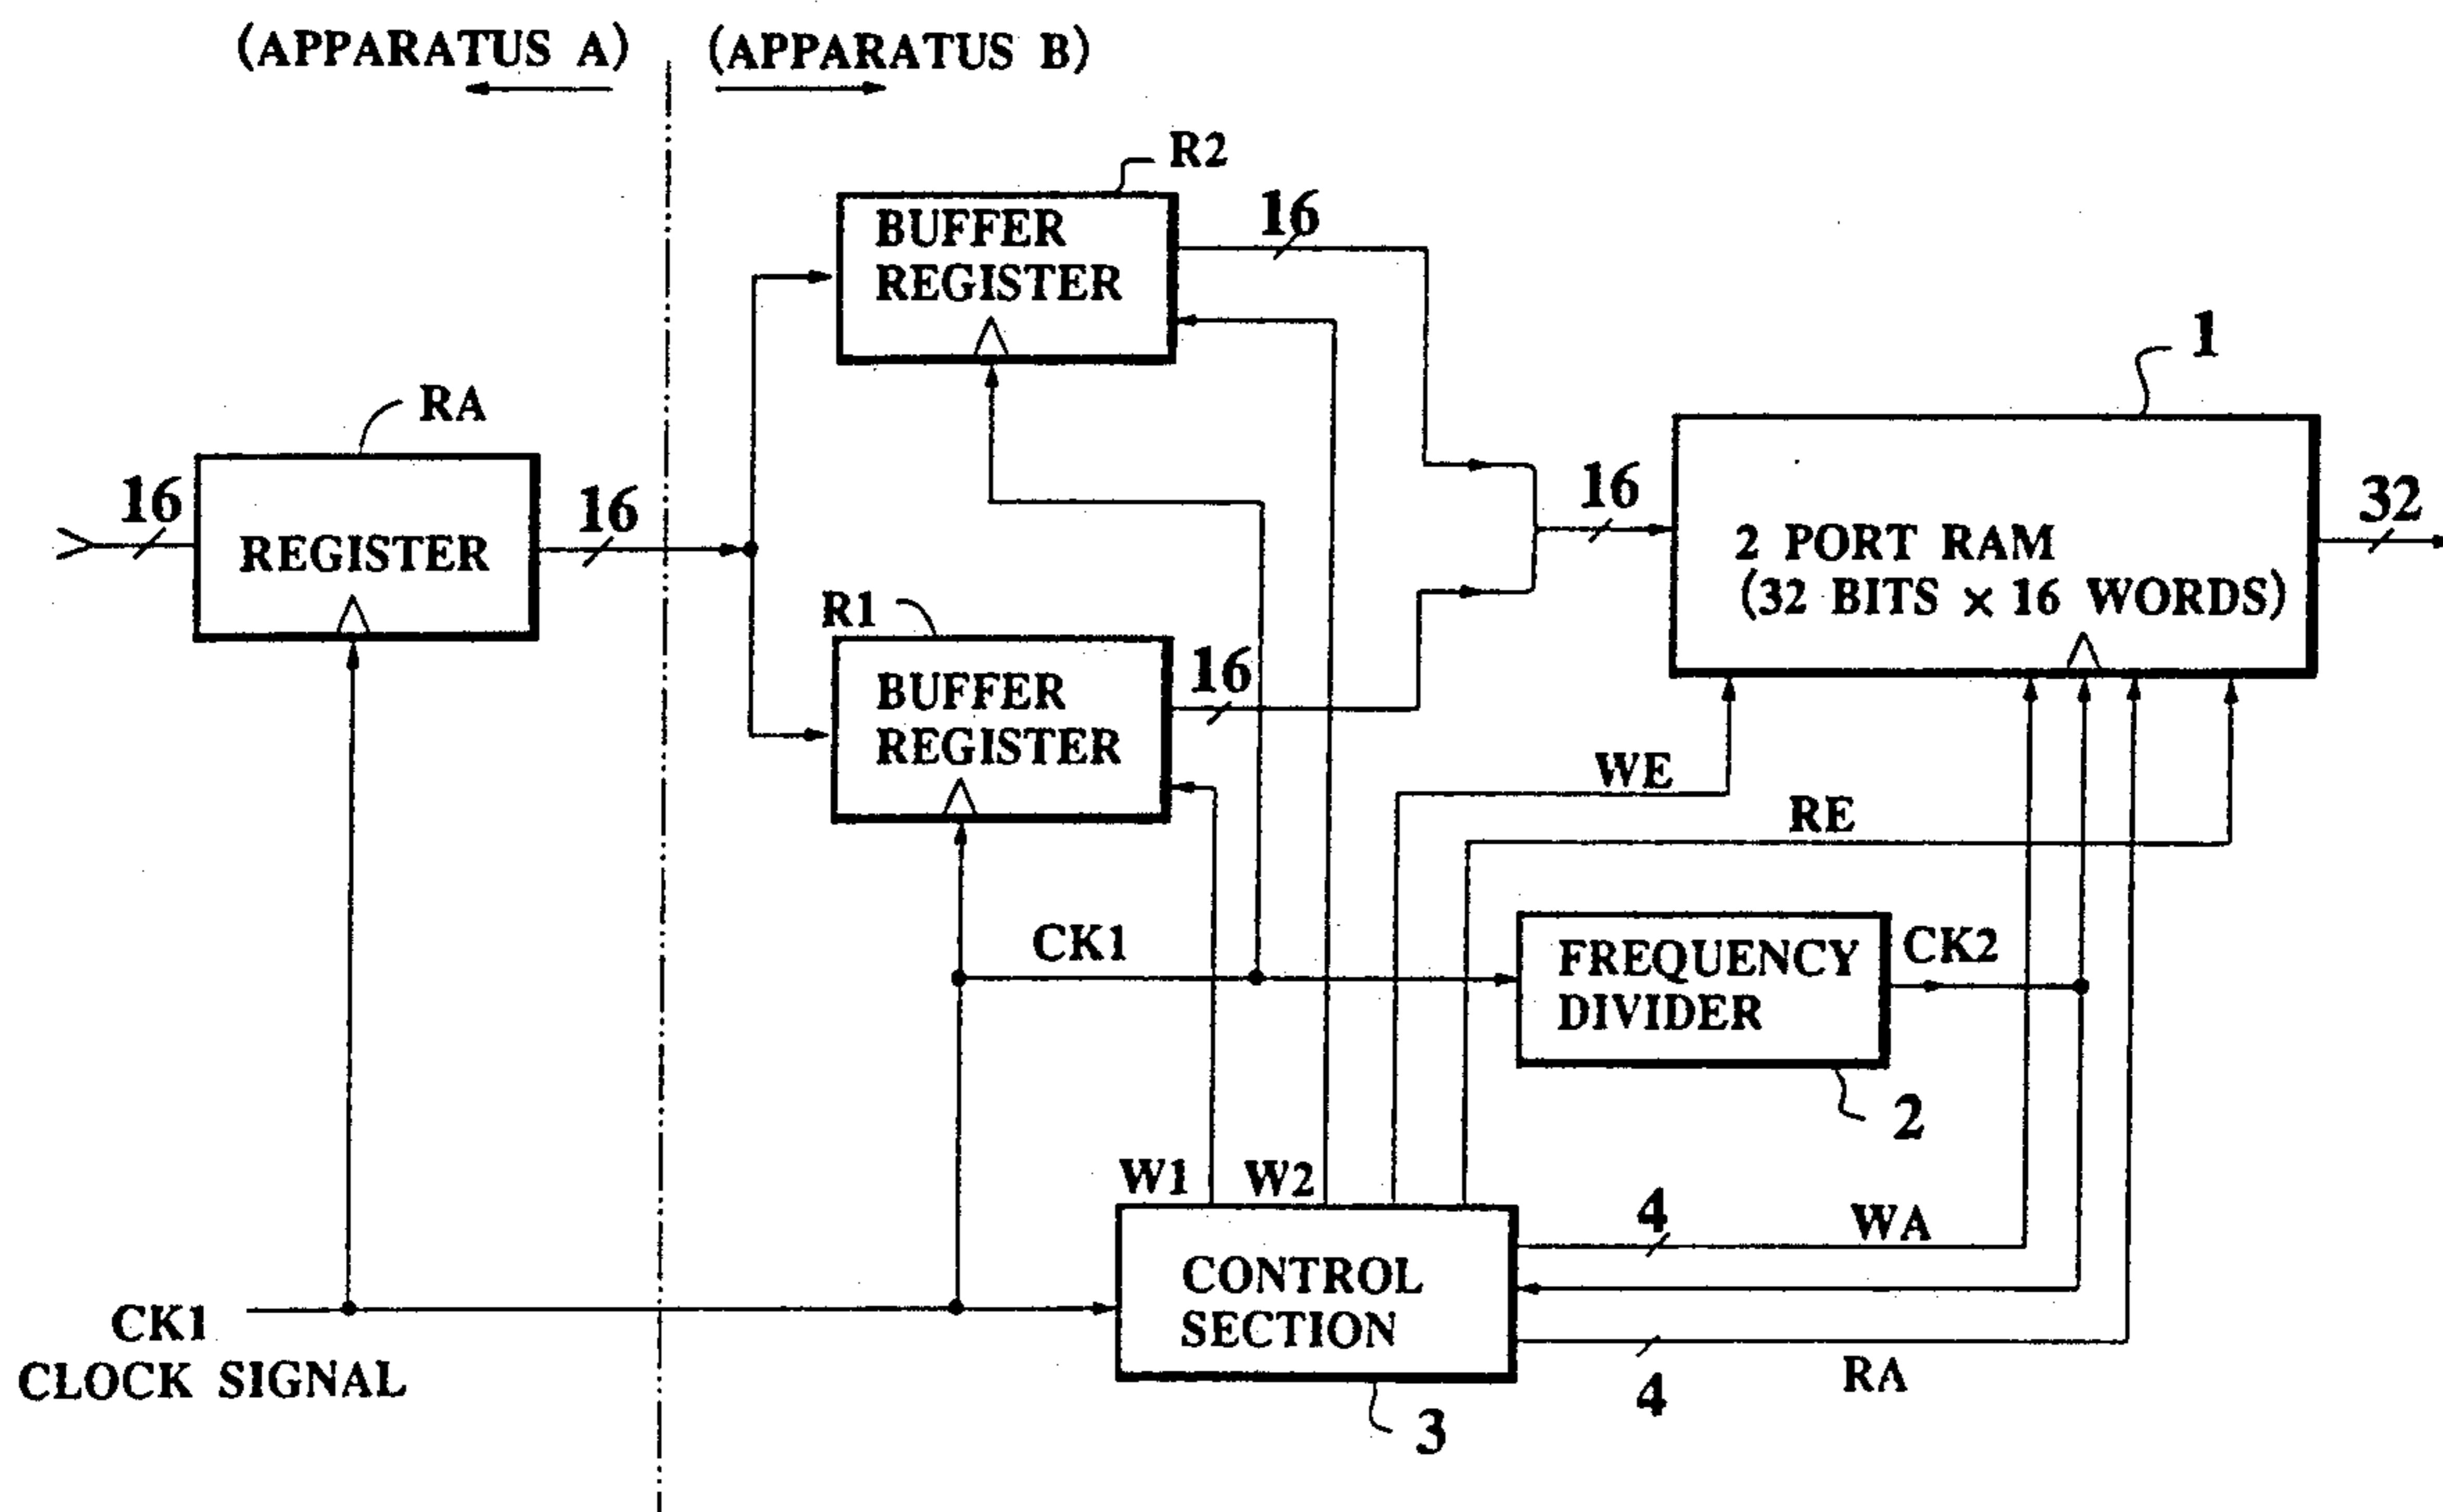 (APPARATUS A)
(APPARATUS B)
R2
16
BUFFER
REGISTER
1
RA
16
16
REGISTER
16
32
2 PORT RAM
(32 BITS x 16 WORDS)
R1
16
BUFFER
REGISTER
WE
RE
CK1
FREQUENCY
DIVIDER
CK2
2
W1
W2
4
WA
CONTROL
SECTION
CK1
CLOCK SIGNAL
4
RA
3